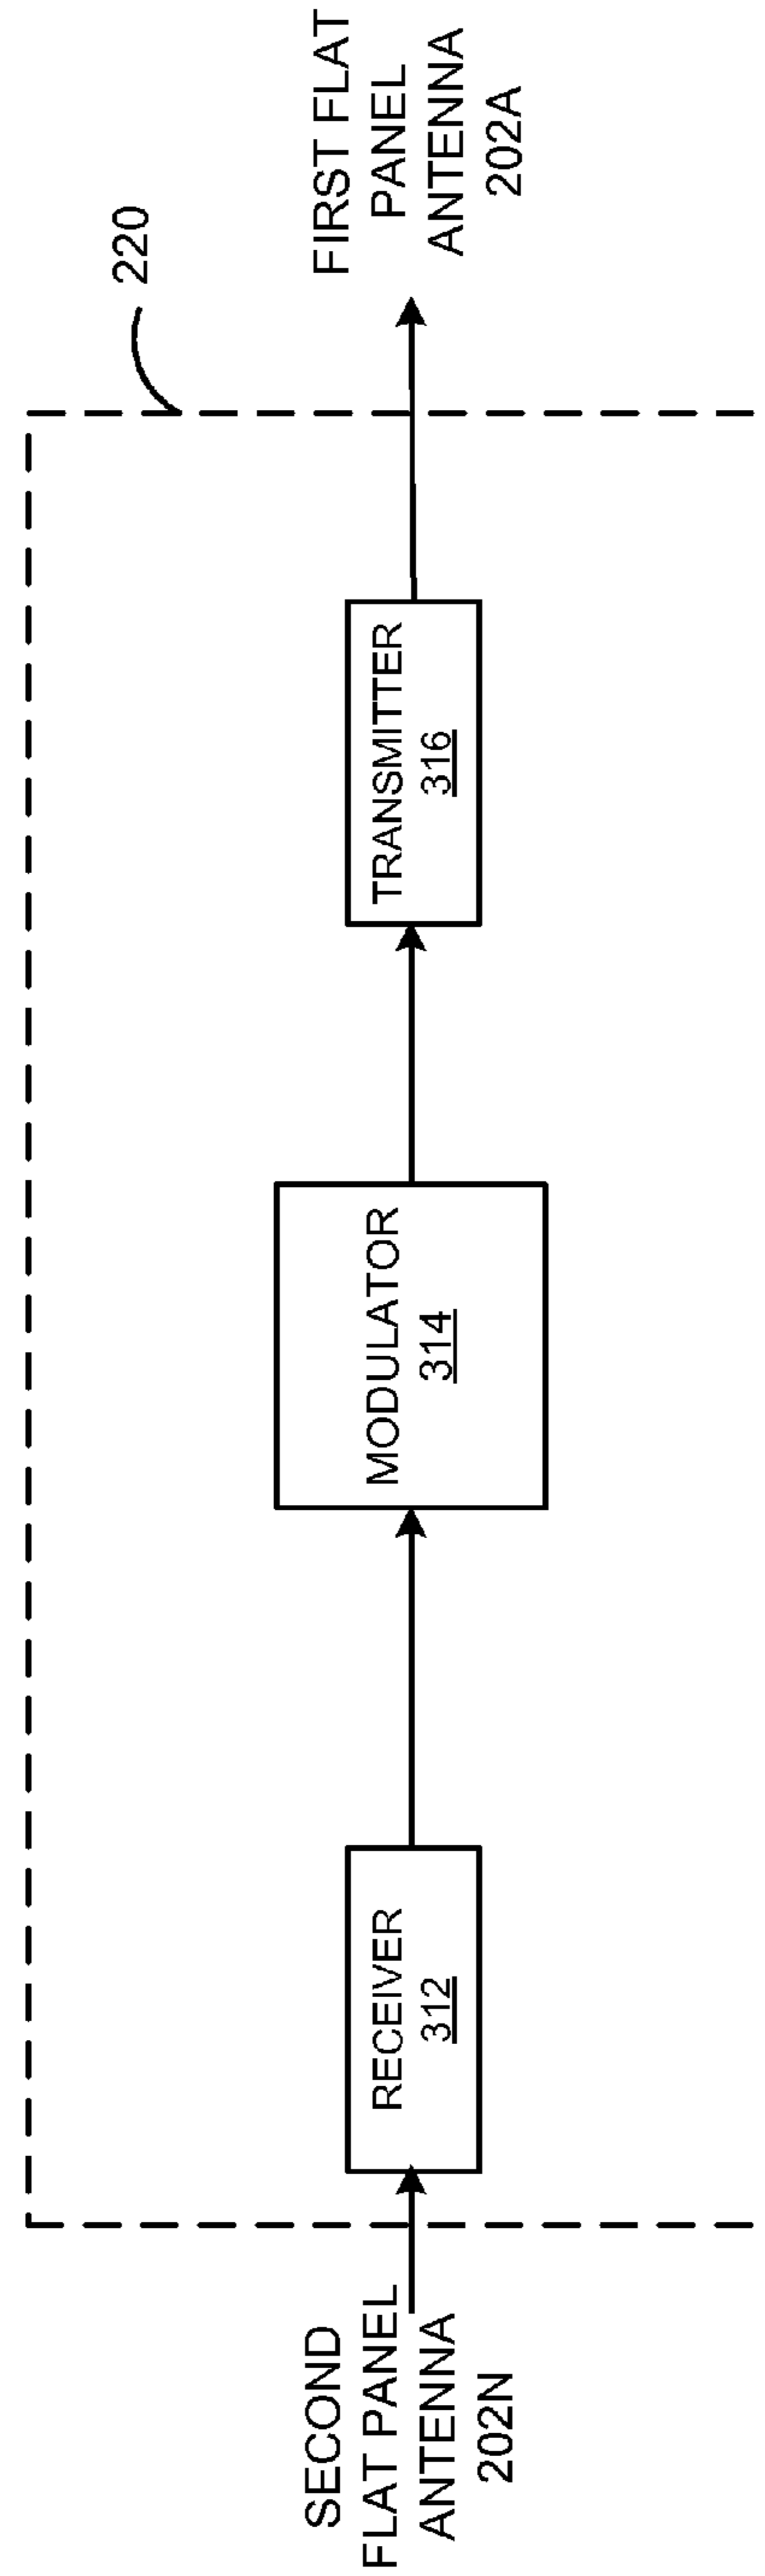 220
SECOND
FLAT PANEL
ANTENNA
202N
RECEIVER
312
MODULATOR
314
TRANSMITTER
316
FIRST FLAT
PANEL
ANTENNA
202A